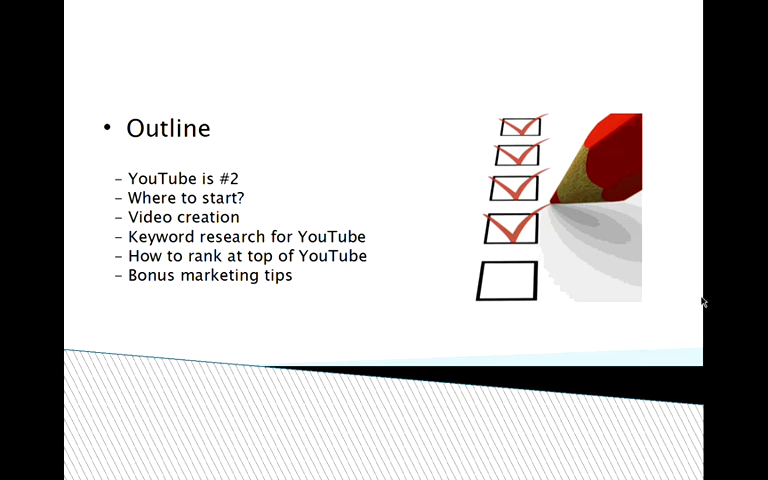 • Outline
– YouTube is #2
– Where to start?
– Video creation
– Keyword research for YouTube
– How to rank at top of YouTube
– Bonus marketing tips